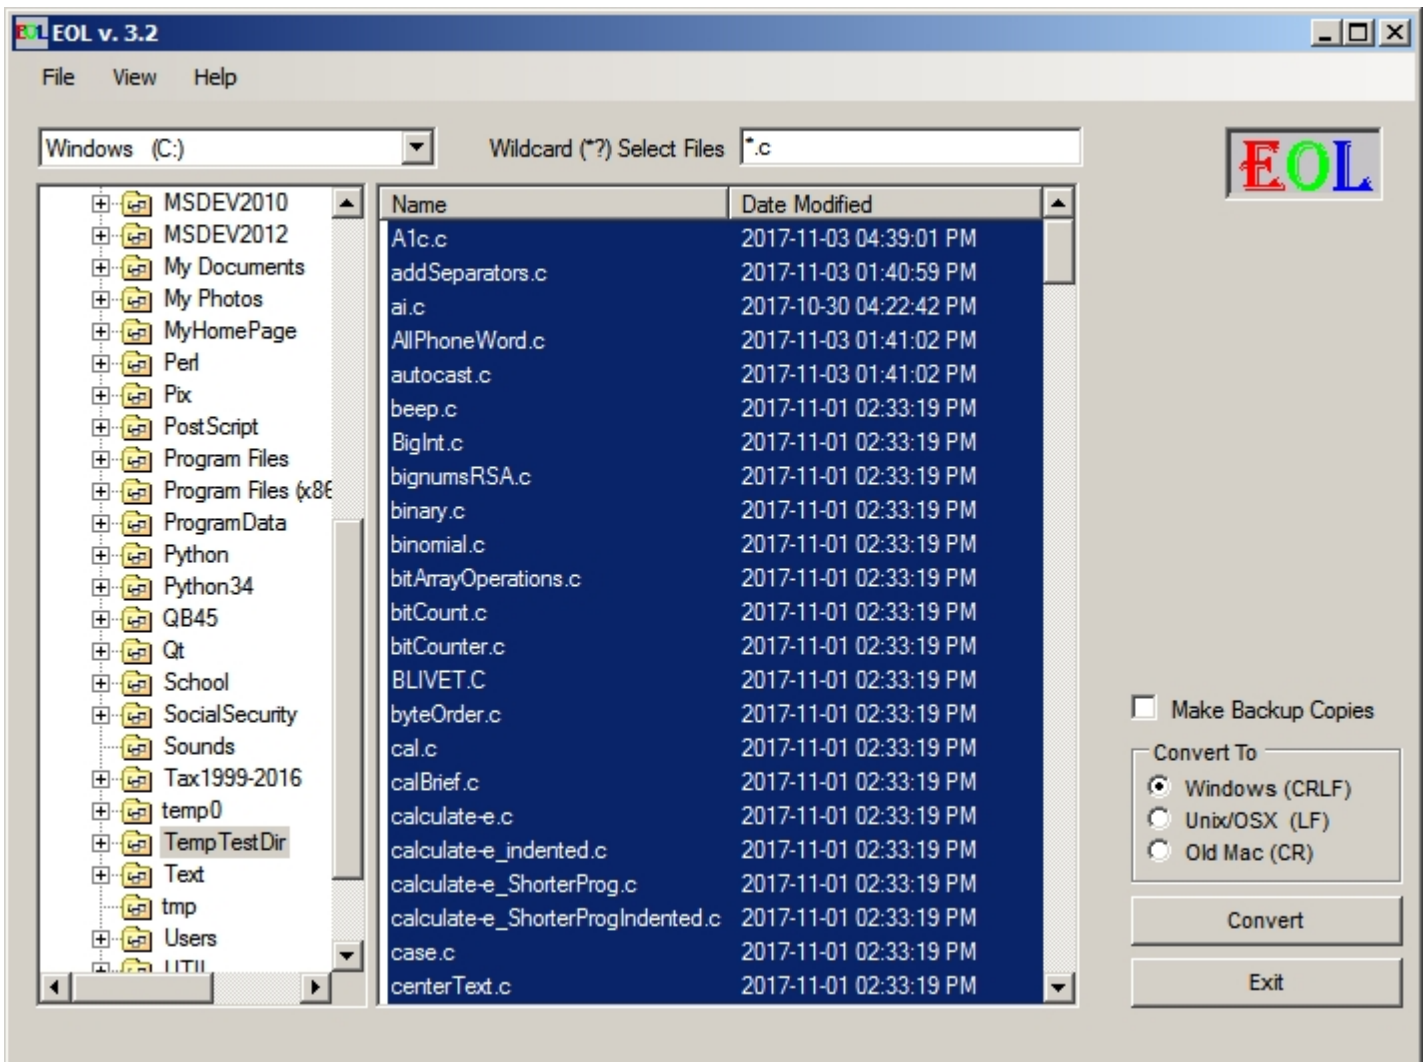 EOL EOL v. 3.2
File View Help
Windows (C:)
Wildcard (*?) Select Files *.c
EOL
MSDEV2010
MSDEV2012
My Documents
My Photos
MyHomePage
Perl
Pix
PostScript
Program Files
Program Files (x86
ProgramData
Python
Python34
QB45
Qt
School
SocialSecurity
Sounds
Tax1999-2016
temp0
TempTestDir
Text
tmp
Users
UTIL
Name Date Modified
A1c.c 2017-11-03 04:39:01 PM
addSeparators.c 2017-11-03 01:40:59 PM
ai.c 2017-10-30 04:22:42 PM
AllPhoneWord.c 2017-11-03 01:41:02 PM
autocast.c 2017-11-03 01:41:02 PM
beep.c 2017-11-01 02:33:19 PM
BigInt.c 2017-11-01 02:33:19 PM
bignumsRSA.c 2017-11-01 02:33:19 PM
binary.c 2017-11-01 02:33:19 PM
binomial.c 2017-11-01 02:33:19 PM
bitArrayOperations.c 2017-11-01 02:33:19 PM
bitCount.c 2017-11-01 02:33:19 PM
bitCounter.c 2017-11-01 02:33:19 PM
BLIVET.C 2017-11-01 02:33:19 PM
byteOrder.c 2017-11-01 02:33:19 PM
cal.c 2017-11-01 02:33:19 PM
calBrief.c 2017-11-01 02:33:19 PM
calculate-e.c 2017-11-01 02:33:19 PM
calculate-e_indented.c 2017-11-01 02:33:19 PM
calculate-e_ShorterProg.c 2017-11-01 02:33:19 PM
calculate-e_ShorterProgIndented.c 2017-11-01 02:33:19 PM
case.c 2017-11-01 02:33:19 PM
centerText.c 2017-11-01 02:33:19 PM
Make Backup Copies
Convert To
Windows (CRLF)
Unix/OSX (LF)
Old Mac (CR)
Convert
Exit